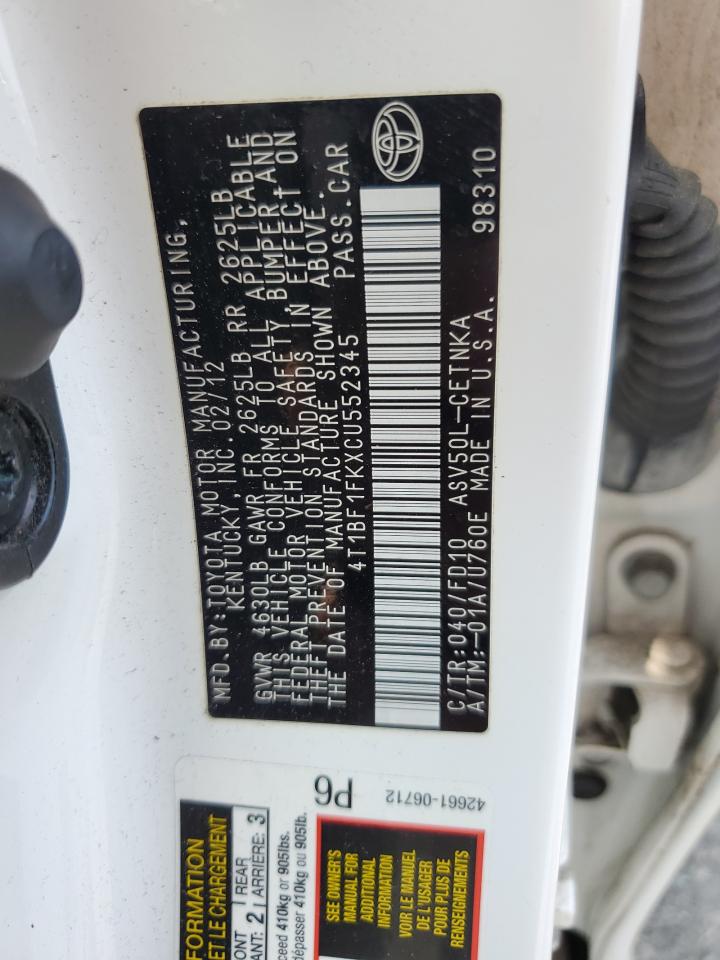 MFD.BY:TOYOTA MOTOR MANUFACTURING,
KENTUCKY, INC. 02/12
GVWR 4630LB GAWR FR 2625LB RR 2625LB
THIS VEHICLE CONFORMS TO ALL APPLICABLE
FEDERAL MOTOR VEHICLE SAFETY, BUMPER, AND
THEFT PREVENTION STANDARDS IN EFFECT ON
THE DATE OF MANUFACTURE SHOWN ABOVE.
4T1BF1FKXCU552345 PASS.CAR
C/TR:040/FD10 ASV50L-CETNKA
A/TM:-01A/U760E MADE IN U.S.A. 98310
P6
42661-06712
FORMATION
ET LE CHARGEMENT
ONT 2 REAR 3
ANT: ARRIÈRE:
ceed 410kg or 905lbs.
dépasser 410kg ou 905lb.
SEE OWNER'S
MANUAL FOR
ADDITIONAL
INFORMATION
VOIR LE MANUEL
DE L'USAGER
POUR PLUS DE
RENSEIGNEMENTS